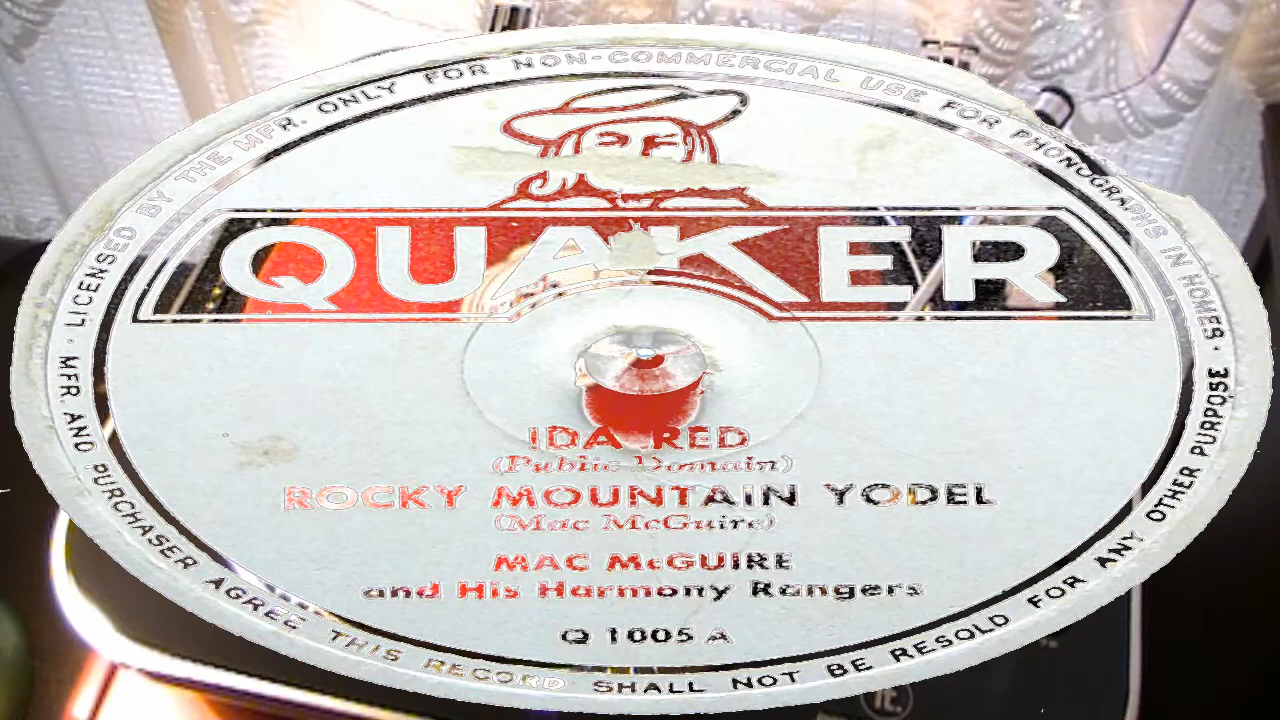 LICENSED BY THE MFR. ONLY FOR NON-COMMERCIAL USE FOR PHONOGRAPHS IN HOMES ·
MFR. AND PURCHASER AGREE THIS RECORD SHALL NOT BE RESOLD FOR ANY OTHER PURPOSE ·
QUAKER
IDA RED
(Public Domain)
ROCKY MOUNTAIN YODEL
(Mac McGuire)
MAC McGUIRE
and His Harmony Rangers
Q 1005 A
it.